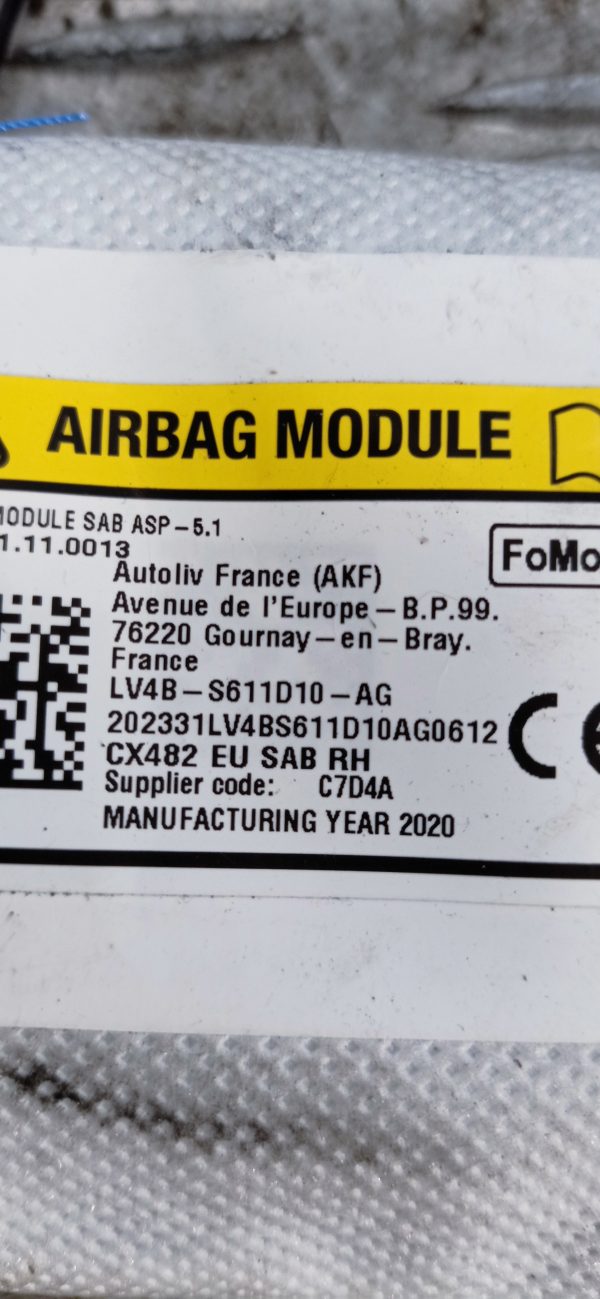 AIRBAG MODULE
MODULE SAB ASP-5.1
1.11.0013
FoMo
Autoliv France (AKF)
Avenue de l'Europe-B.P.99.
76220 Gournay-en-Bray.
France
LV4B-S611D10-AG
202331LV4BS611D10AG0612
CX482 EU SAB RH
Supplier code: C7D4A
MANUFACTURING YEAR 2020
CE